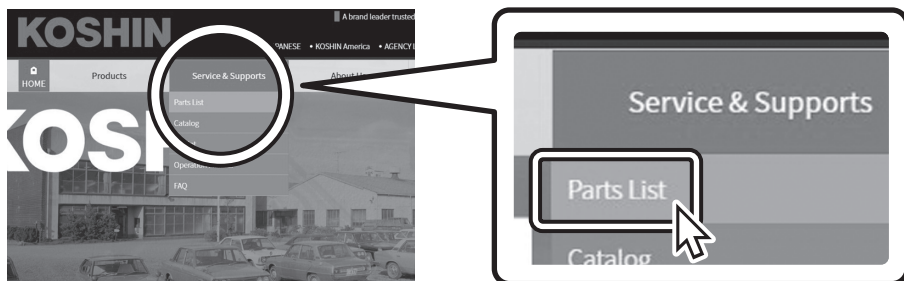 KOSHIN
A brand leader trusted
PANESE • KOSHIN America • AGENCY
HOME
Products
Service & Supports
About
Parts List
Catalog
Operation
FAQ
KOSH
Service & Supports
Parts List
Catalog